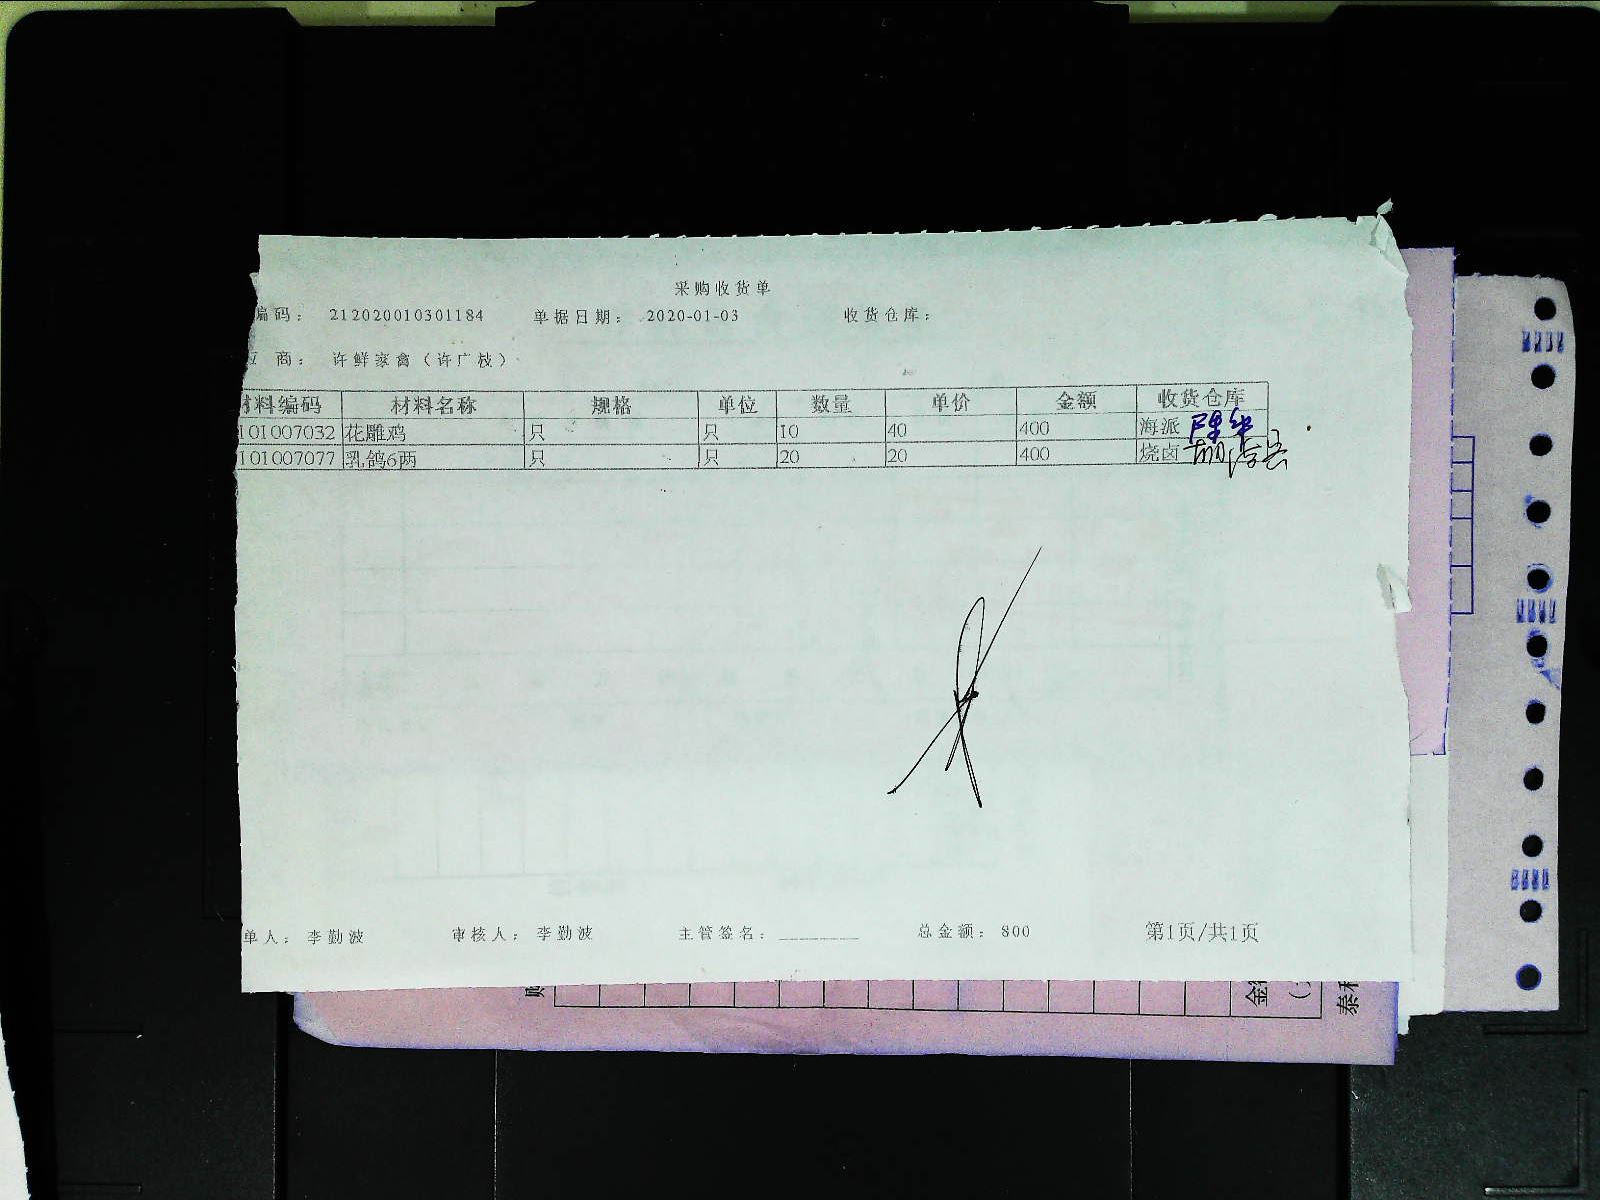 采购收货单
编码： 212020010301184 单据日期： 2020-01-03 收货仓库：
应 商： 许鲜家禽（许广枝）
材料编码 材料名称 规格 单位 数量 单价 金额 收货仓库
101007032 花雕鸡 只 只 10 40 400 海派
101007077 乳鸽6两 只 只 20 20 400 烧卤
单人： 李勤波 审核人： 李勤波 主管签名： ________ 总金额： 800 第1页/共1页